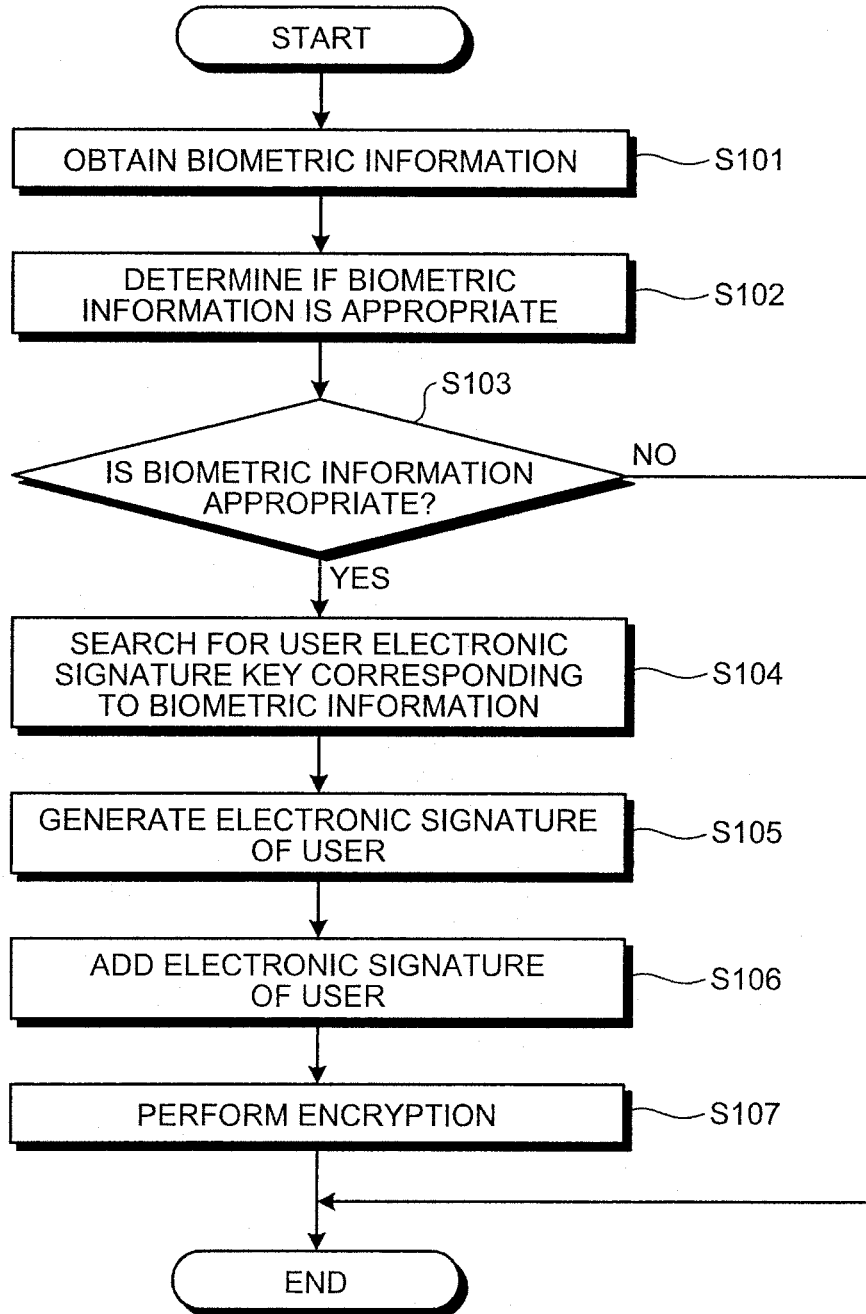 START
OBTAIN BIOMETRIC INFORMATION
S101
DETERMINE IF BIOMETRIC
INFORMATION IS APPROPRIATE
S102
S103
IS BIOMETRIC INFORMATION
APPROPRIATE?
NO
YES
SEARCH FOR USER ELECTRONIC
SIGNATURE KEY CORRESPONDING
TO BIOMETRIC INFORMATION
S104
GENERATE ELECTRONIC SIGNATURE
OF USER
S105
ADD ELECTRONIC SIGNATURE
OF USER
S106
PERFORM ENCRYPTION
S107
END